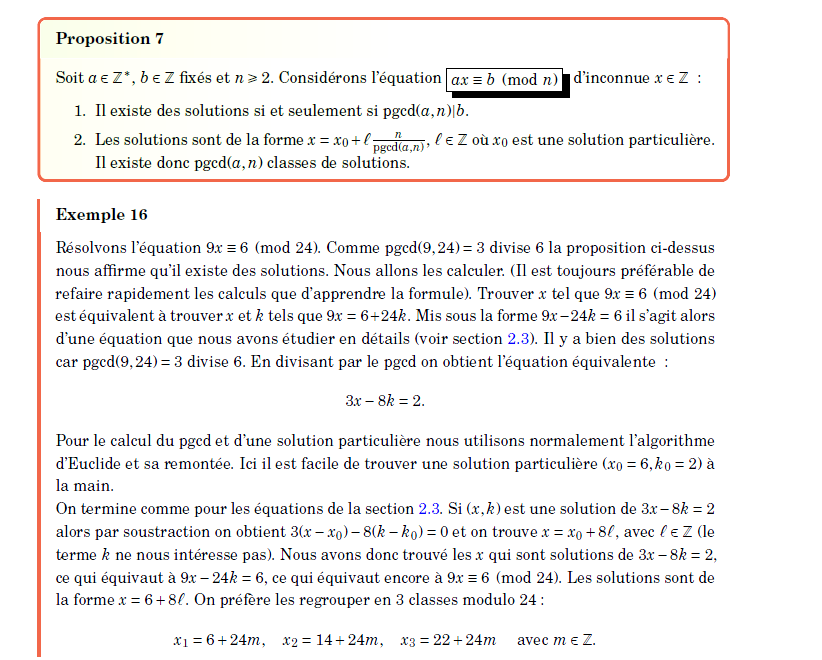 Proposition 7
Soit a ∈ ℤ*, b ∈ ℤ fixés et n ⩾ 2. Considérons l'équation ax ≡ b (mod n) d'inconnue x ∈ ℤ :
1. Il existe des solutions si et seulement si pgcd(a,n)|b.
2. Les solutions sont de la forme x = x₀ + ℓ n/pgcd(a,n), ℓ ∈ ℤ où x₀ est une solution particulière.
Il existe donc pgcd(a,n) classes de solutions.
Exemple 16
Résolvons l'équation 9x ≡ 6 (mod 24). Comme pgcd(9,24) = 3 divise 6 la proposition ci-dessus
nous affirme qu'il existe des solutions. Nous allons les calculer. (Il est toujours préférable de
refaire rapidement les calculs que d'apprendre la formule). Trouver x tel que 9x ≡ 6 (mod 24)
est équivalent à trouver x et k tels que 9x = 6+24k. Mis sous la forme 9x−24k = 6 il s'agit alors
d'une équation que nous avons étudier en détails (voir section 2.3). Il y a bien des solutions
car pgcd(9,24) = 3 divise 6. En divisant par le pgcd on obtient l'équation équivalente :
3x − 8k = 2.
Pour le calcul du pgcd et d'une solution particulière nous utilisons normalement l'algorithme
d'Euclide et sa remontée. Ici il est facile de trouver une solution particulière (x₀ = 6, k₀ = 2) à
la main.
On termine comme pour les équations de la section 2.3. Si (x,k) est une solution de 3x−8k = 2
alors par soustraction on obtient 3(x−x₀)−8(k−k₀) = 0 et on trouve x = x₀+8ℓ, avec ℓ ∈ ℤ (le
terme k ne nous intéresse pas). Nous avons donc trouvé les x qui sont solutions de 3x−8k = 2,
ce qui équivaut à 9x−24k = 6, ce qui équivaut encore à 9x ≡ 6 (mod 24). Les solutions sont de
la forme x = 6+8ℓ. On préfère les regrouper en 3 classes modulo 24 :
x₁ = 6+24m, x₂ = 14+24m, x₃ = 22+24m avec m ∈ ℤ.